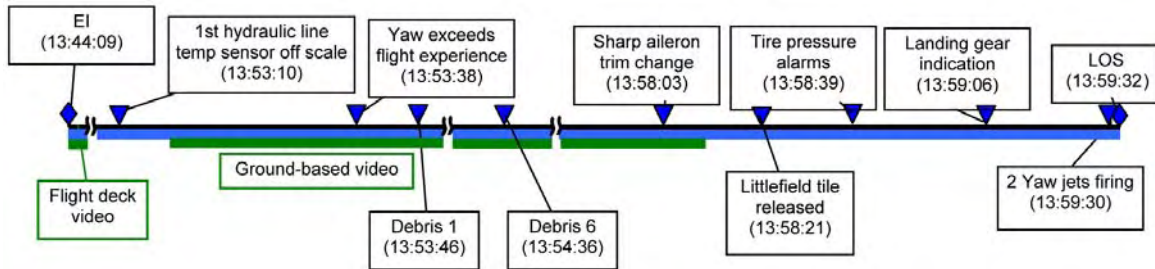 EI
(13:44:09)
1st hydraulic line
temp sensor off scale
(13:53:10)
Yaw exceeds
flight experience
(13:53:38)
Sharp aileron
trim change
(13:58:03)
Tire pressure
alarms
(13:58:39)
Landing gear
indication
(13:59:06)
LOS
(13:59:32)
Flight deck
video
Ground-based video
Debris 1
(13:53:46)
Debris 6
(13:54:36)
Littlefield tile
released
(13:58:21)
2 Yaw jets firing
(13:59:30)